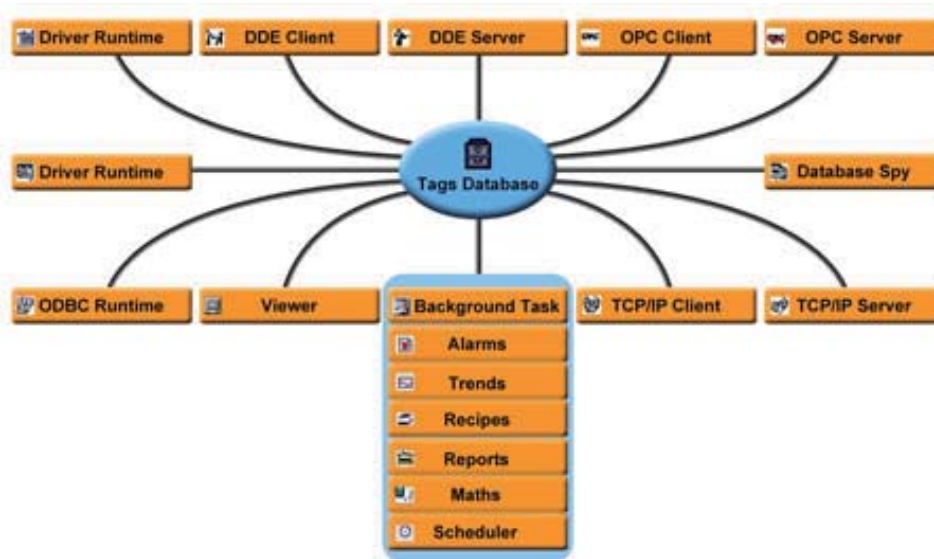 Driver Runtime
DDE Client
DDE Server
OPC Client
OPC Server
Driver Runtime
Tags Database
Database Spy
ODBC Runtime
Viewer
Background Task
TCP/IP Client
TCP/IP Server
Alarms
Trends
Recipes
Reports
Maths
Scheduler